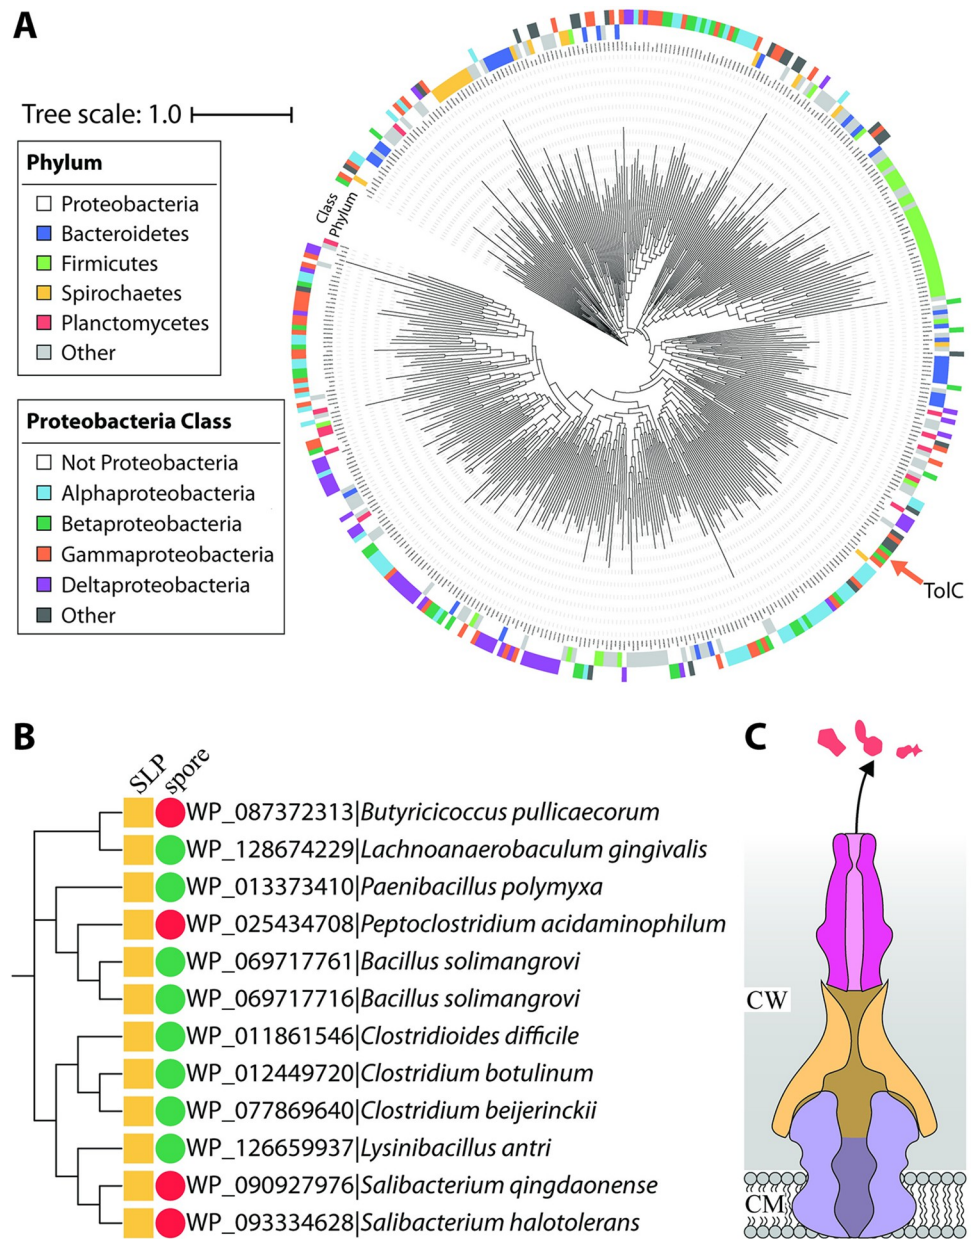 A
Tree scale: 1.0
Phylum
Proteobacteria
Bacteroidetes
Firmicutes
Spirochaetes
Planctomycetes
Other
Proteobacteria Class
Not Proteobacteria
Alphaproteobacteria
Betaproteobacteria
Gammaproteobacteria
Deltaproteobacteria
Other
Class
Phylum
TolC
B
SLP
spore
WP_087372313|Butyricicoccus pullicaecorum
WP_128674229|Lachnoanaerobaculum gingivalis
WP_013373410|Paenibacillus polymyxa
WP_025434708|Peptoclostridium acidaminophilum
WP_069717761|Bacillus solimangrovi
WP_069717716|Bacillus solimangrovi
WP_011861546|Clostridioides difficile
WP_012449720|Clostridium botulinum
WP_077869640|Clostridium beijerinckii
WP_126659937|Lysinibacillus antri
WP_090927976|Salibacterium qingdaonense
WP_093334628|Salibacterium halotolerans
C
CW
CM